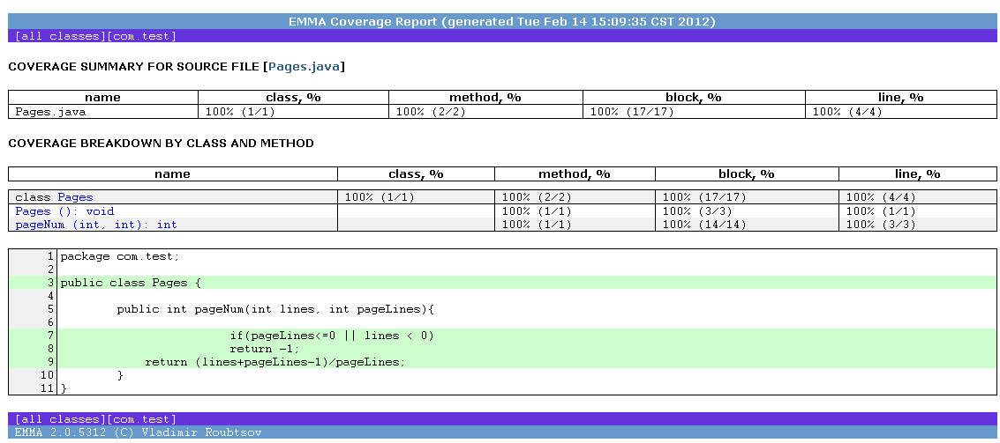 EMMA Coverage Report (generated Tue Feb 14 15:09:35 CST 2012)
[all classes][com.test]
COVERAGE SUMMARY FOR SOURCE FILE [Pages.java]
name class, % method, % block, % line, %
Pages.java 100% (1/1) 100% (2/2) 100% (17/17) 100% (4/4)
COVERAGE BREAKDOWN BY CLASS AND METHOD
name class, % method, % block, % line, %
class Pages 100% (1/1) 100% (2/2) 100% (17/17) 100% (4/4)
Pages (): void 100% (1/1) 100% (3/3) 100% (1/1)
pageNum (int, int): int 100% (1/1) 100% (14/14) 100% (3/3)
1 package com.test;
2
3 public class Pages {
4
5 public int pageNum(int lines, int pageLines){
6
7 if(pageLines<=0 || lines < 0)
8 return -1;
9 return (lines+pageLines-1)/pageLines;
10 }
11 }
[all classes][com.test]
EMMA 2.0.5312 (C) Vladimir Roubtsov